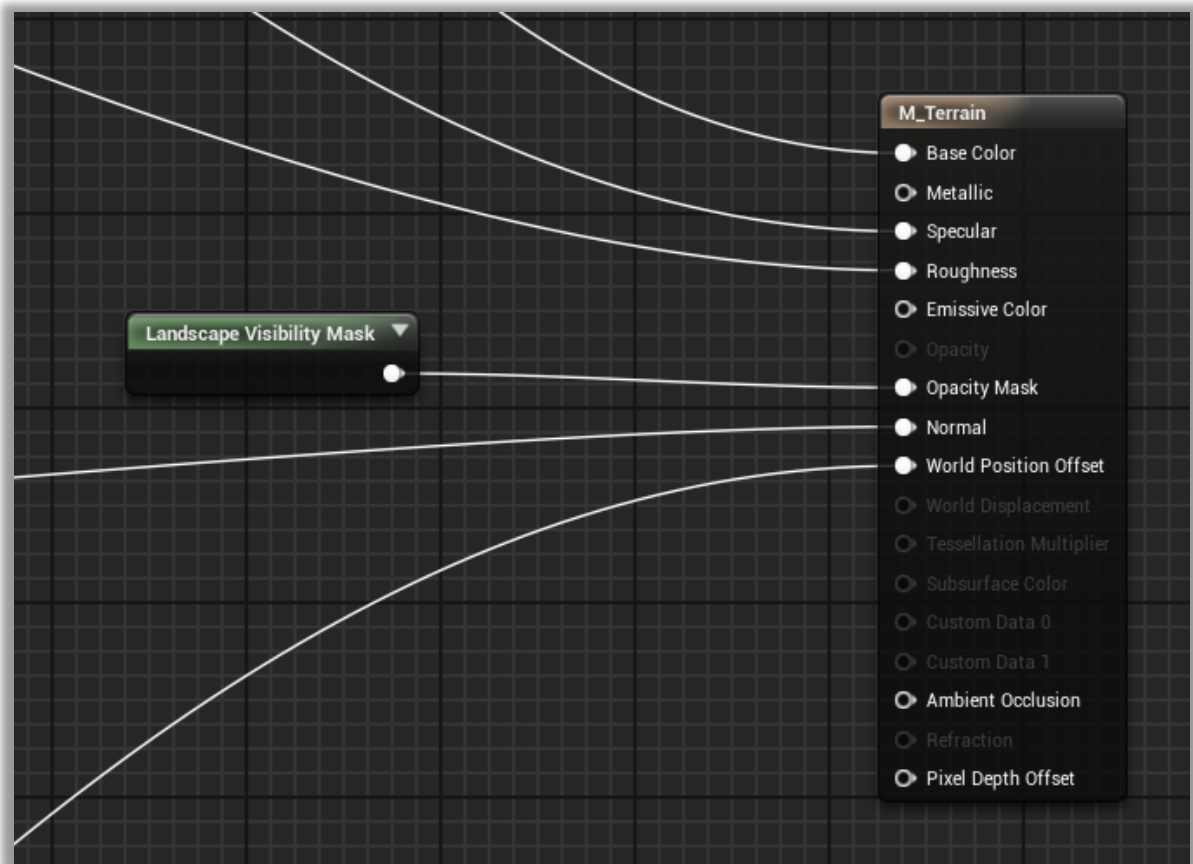 M_Terrain
Base Color
Metallic
Specular
Roughness
Landscape Visibility Mask
Emissive Color
Opacity
Opacity Mask
Normal
World Position Offset
World Displacement
Tessellation Multiplier
Subsurface Color
Custom Data 0
Custom Data 1
Ambient Occlusion
Refraction
Pixel Depth Offset